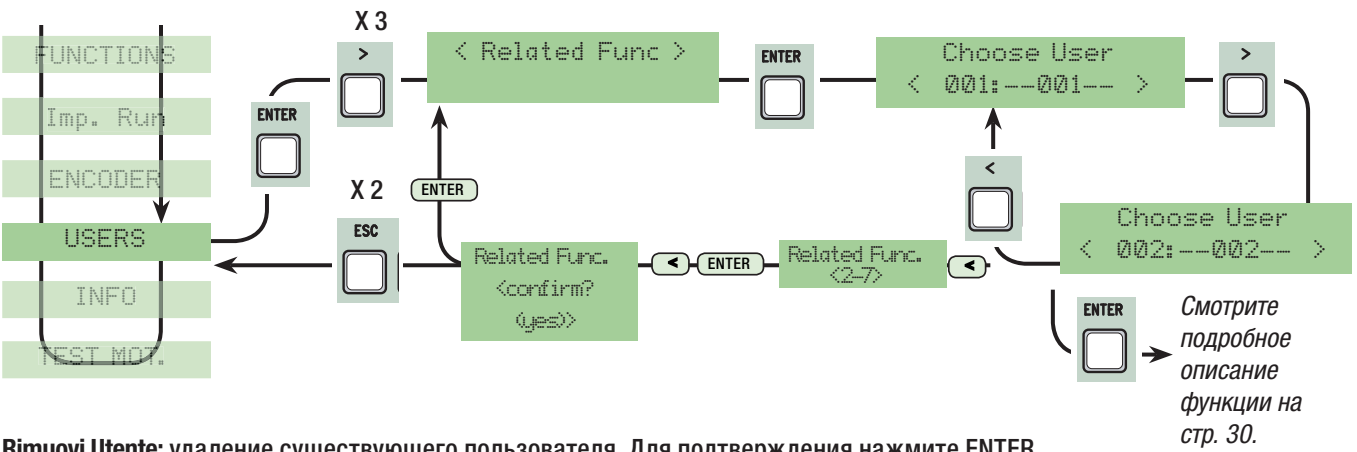 X 3
>
< Related Func >
ENTER
Choose User
< 001:--001-- >
>
FUNCTIONS
Imp. Run
ENCODER
USERS
INFO
TEST MOT.
ENTER
X 2
ESC
ENTER
Related Func.
<confirm?
(yes)>
<
ENTER
Related Func.
<2-7>
<
<
Choose User
< 002:--002-- >
ENTER
Смотрите
подробное
описание
функции на
стр. 30.
Rimuovi Utente: удаление существующего пользователя. Для подтверждения нажмите ENTER